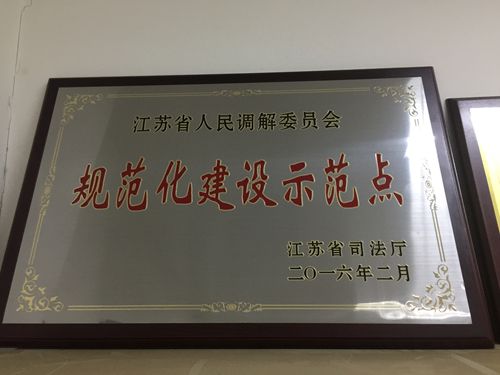 江苏省人民调解委员会
规范化建设示范点
江苏省司法厅
二〇一六年二月